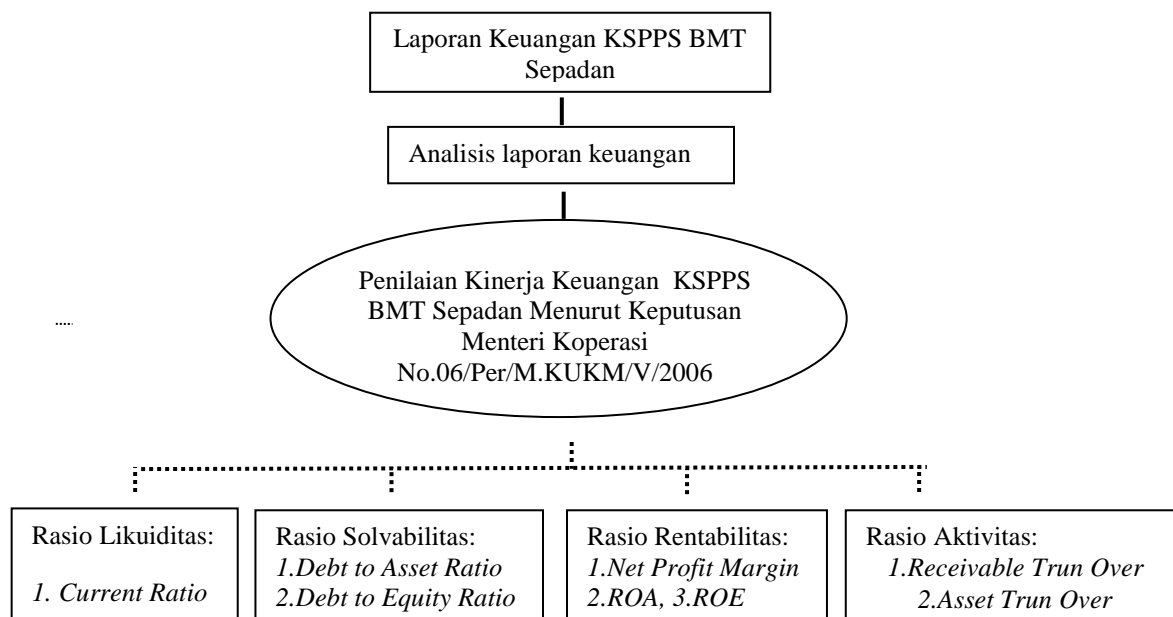 Laporan Keuangan KSPPS BMT
Sepadan
Analisis laporan keuangan
Penilaian Kinerja Keuangan KSPPS
BMT Sepadan Menurut Keputusan
Menteri Koperasi
No.06/Per/M.KUKM/V/2006
Rasio Likuiditas:
1. Current Ratio
Rasio Solvabilitas:
1.Debt to Asset Ratio
2.Debt to Equity Ratio
Rasio Rentabilitas:
1.Net Profit Margin
2.ROA, 3.ROE
Rasio Aktivitas:
1.Receivable Trun Over
2.Asset Trun Over